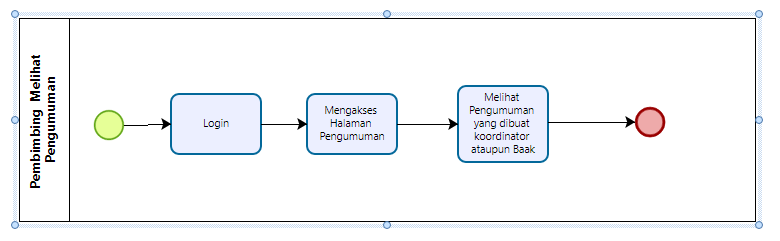 Pembimbing Melihat
Pengumuman
Login
Mengakses
Halaman
Pengumuman
Melihat
Pengumuman
yang dibuat
koordinator
ataupun Baak